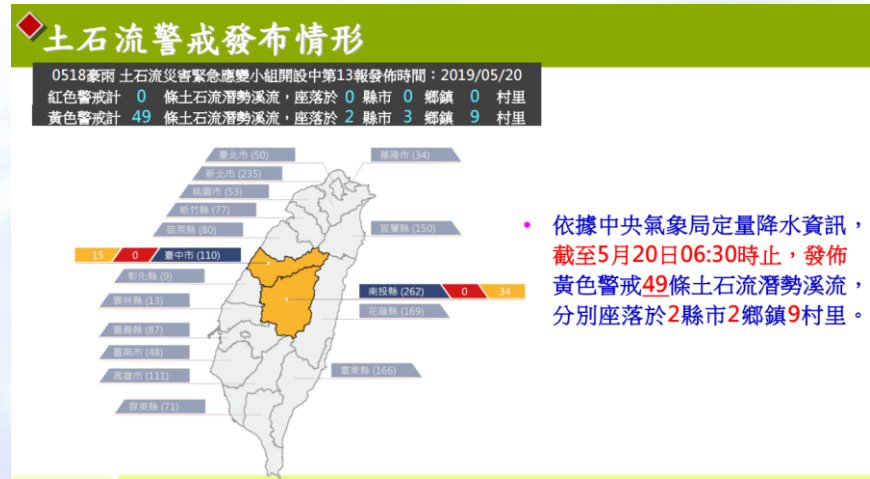 土石流警戒發布情形
0518豪雨 土石流災害緊急應變小組開設中第13報發佈時間：2019/05/20
紅色警戒計 0 條土石流潛勢溪流，座落於 0 縣市 0 鄉鎮 0 村里
黃色警戒計 49 條土石流潛勢溪流，座落於 2 縣市 3 鄉鎮 9 村里
臺北市 (50)
基隆市 (34)
新北市 (235)
桃園市 (53)
新竹縣 (77)
苗栗縣 (80)
宜蘭縣 (150)
15 0 臺中市 (110)
彰化縣 (9)
南投縣 (262) 0 34
雲林縣 (13)
花蓮縣 (169)
嘉義縣 (87)
臺南市 (48)
高雄市 (111)
臺東縣 (166)
屏東縣 (71)
• 依據中央氣象局定量降水資訊，
截至5月20日06:30時止，發佈
黃色警戒49條土石流潛勢溪流，
分別座落於2縣市2鄉鎮9村里。